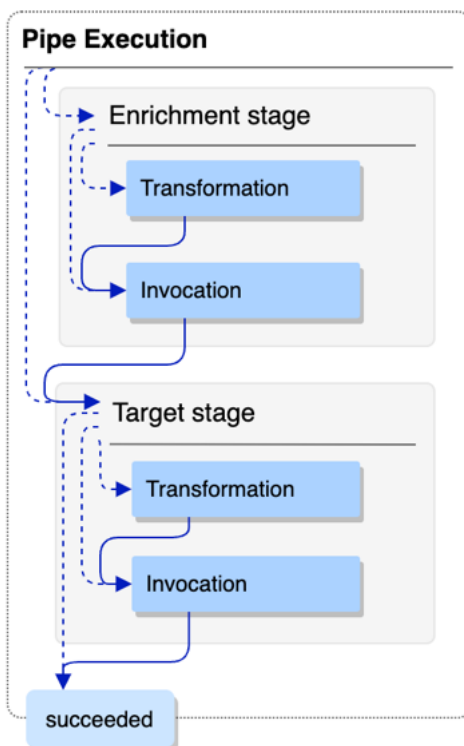 Pipe Execution
Enrichment stage
Transformation
Invocation
Target stage
Transformation
Invocation
succeeded